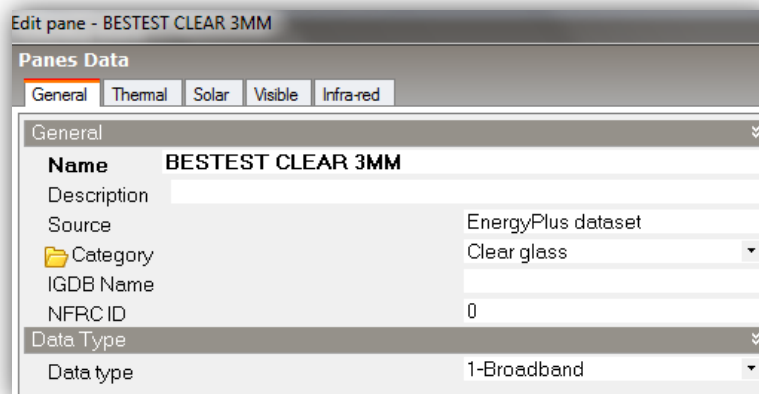 Edit pane - BESTEST CLEAR 3MM
Panes Data
General Thermal Solar Visible Infra-red
General
Name BESTEST CLEAR 3MM
Description
Source EnergyPlus dataset
Category Clear glass
IGDB Name
NFRC ID 0
Data Type
Data type 1-Broadband